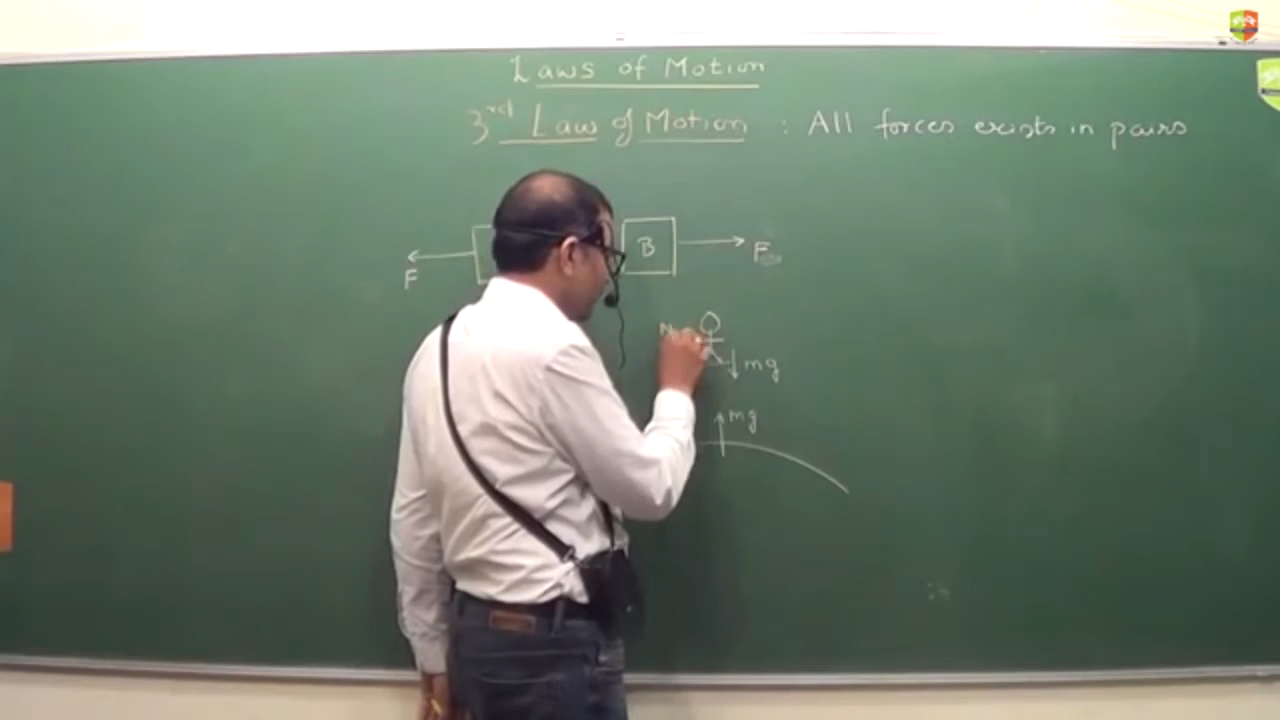 Laws of Motion
3rd Law of Motion : All forces exists in pairs
B
F
F
mg
mg